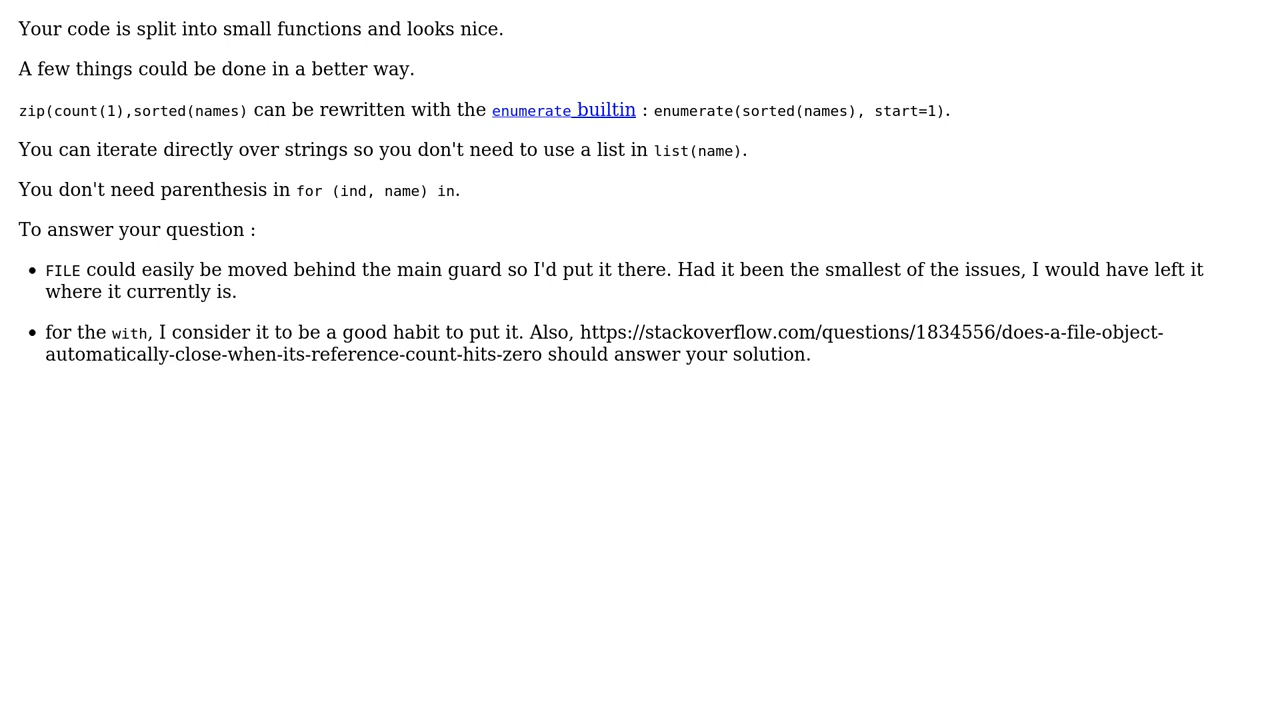 Your code is split into small functions and looks nice.
A few things could be done in a better way.
zip(count(1),sorted(names) can be rewritten with the enumerate builtin : enumerate(sorted(names), start=1).
You can iterate directly over strings so you don't need to use a list in list(name).
You don't need parenthesis in for (ind, name) in.
To answer your question :
• FILE could easily be moved behind the main guard so I'd put it there. Had it been the smallest of the issues, I would have left it
where it currently is.
• for the with, I consider it to be a good habit to put it. Also, https://stackoverflow.com/questions/1834556/does-a-file-object-
automatically-close-when-its-reference-count-hits-zero should answer your solution.